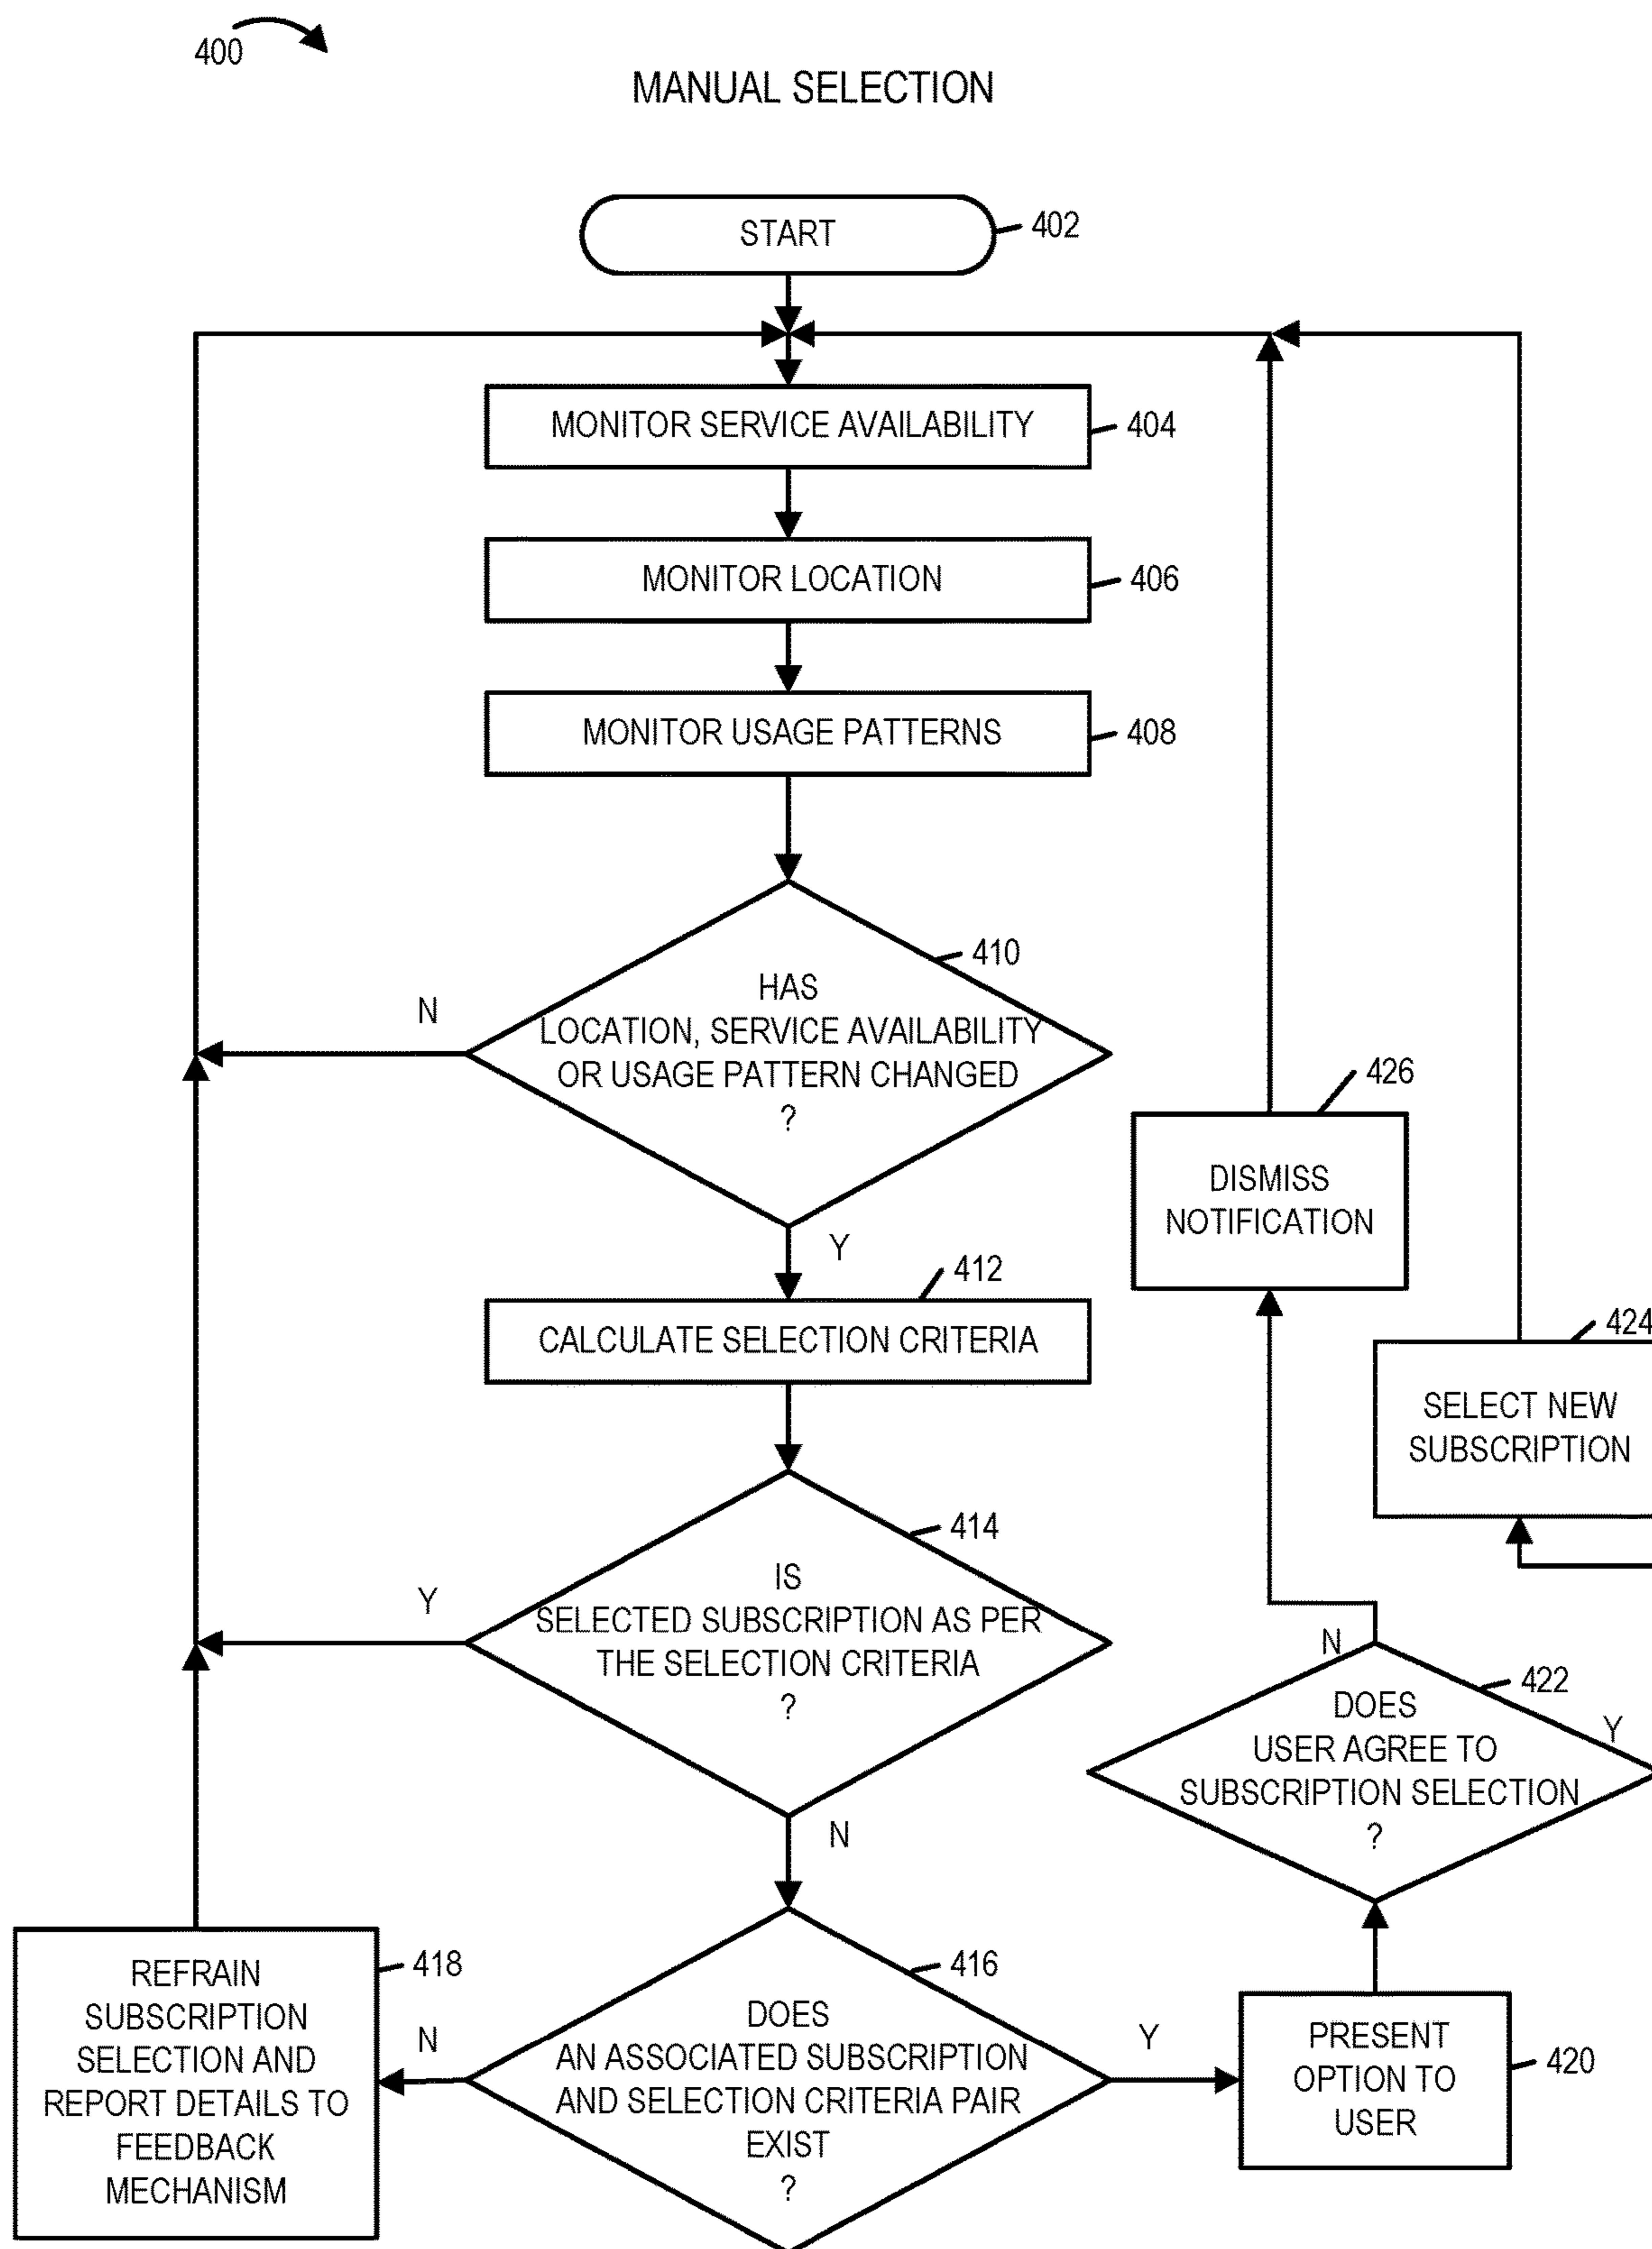 400
MANUAL SELECTION
START
402
MONITOR SERVICE AVAILABILITY
404
MONITOR LOCATION
406
MONITOR USAGE PATTERNS
408
410
HAS
LOCATION, SERVICE AVAILABILITY
OR USAGE PATTERN CHANGED
?
N
Y
412
CALCULATE SELECTION CRITERIA
414
IS
SELECTED SUBSCRIPTION AS PER
THE SELECTION CRITERIA
?
Y
N
416
DOES
AN ASSOCIATED SUBSCRIPTION
AND SELECTION CRITERIA PAIR
EXIST
?
N
Y
418
REFRAIN
SUBSCRIPTION
SELECTION AND
REPORT DETAILS TO
FEEDBACK
MECHANISM
PRESENT
OPTION TO
USER
420
422
DOES
USER AGREE TO
SUBSCRIPTION SELECTION
?
N
Y
424
SELECT NEW
SUBSCRIPTION
426
DISMISS
NOTIFICATION